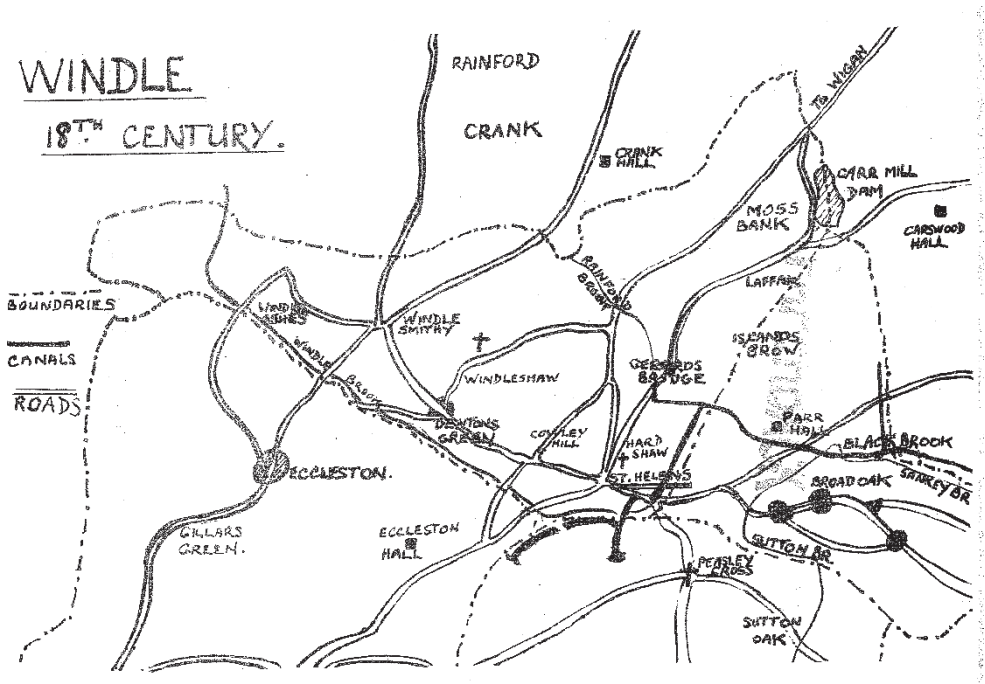 WINDLE
18TH CENTURY.
RAINFORD
CRANK
CRANK
HALL
TO WIGAN
CARR MILL
DAM
MOSS
BANK
CARSWOOD
HALL
RAINFORD
BROOK
BOUNDARIES
CANALS
ROADS
WINDLE
ASHES
WINDLE
SMITHY
WINDLE
BROOK
WINDLESHAW
ISLANDS
BROW
GERARDS
BRIDGE
DENTONS
GREEN
COWLEY
HILL
HARD
SHAW
ST. HELENS
PARR
HALL
BLACK BROOK
SANKEY BR
BROAD OAK
ECCLESTON.
GILLARS
GREEN.
ECCLESTON
HALL
SUTTON BR.
PEASLEY
CROSS
SUTTON
OAK